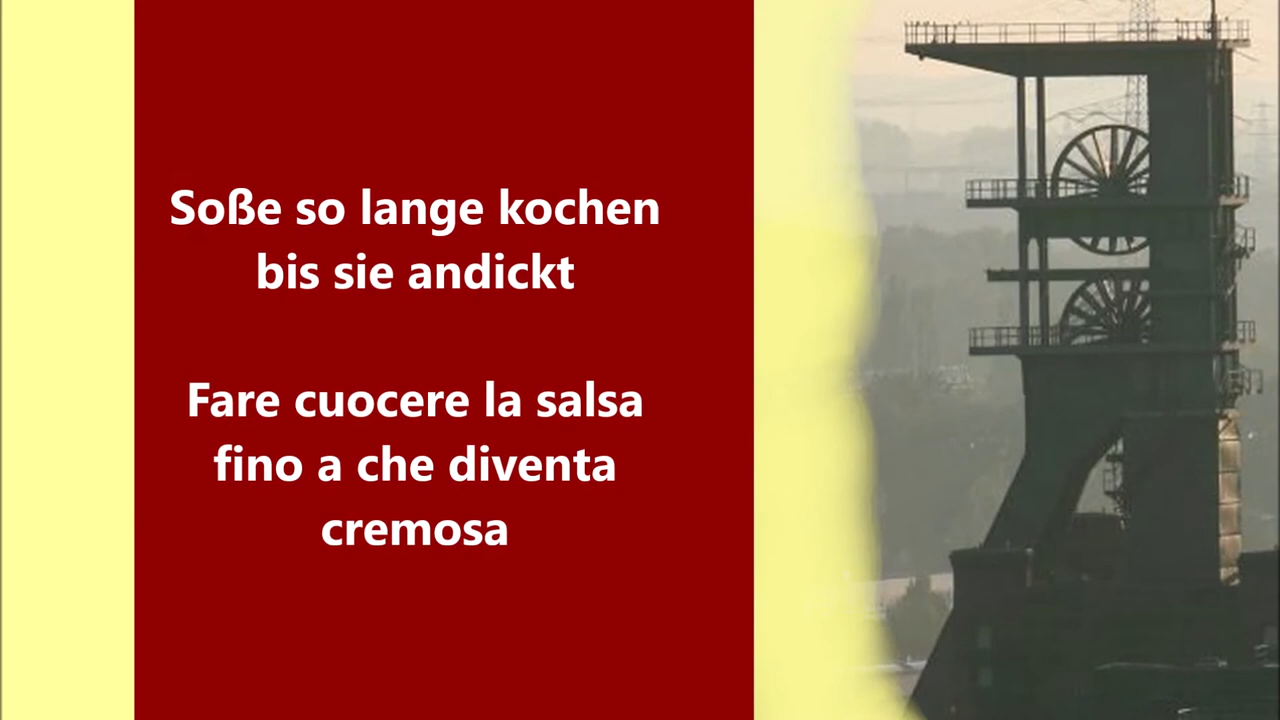 Soße so lange kochen
bis sie andickt
Fare cuocere la salsa
fino a che diventa
cremosa